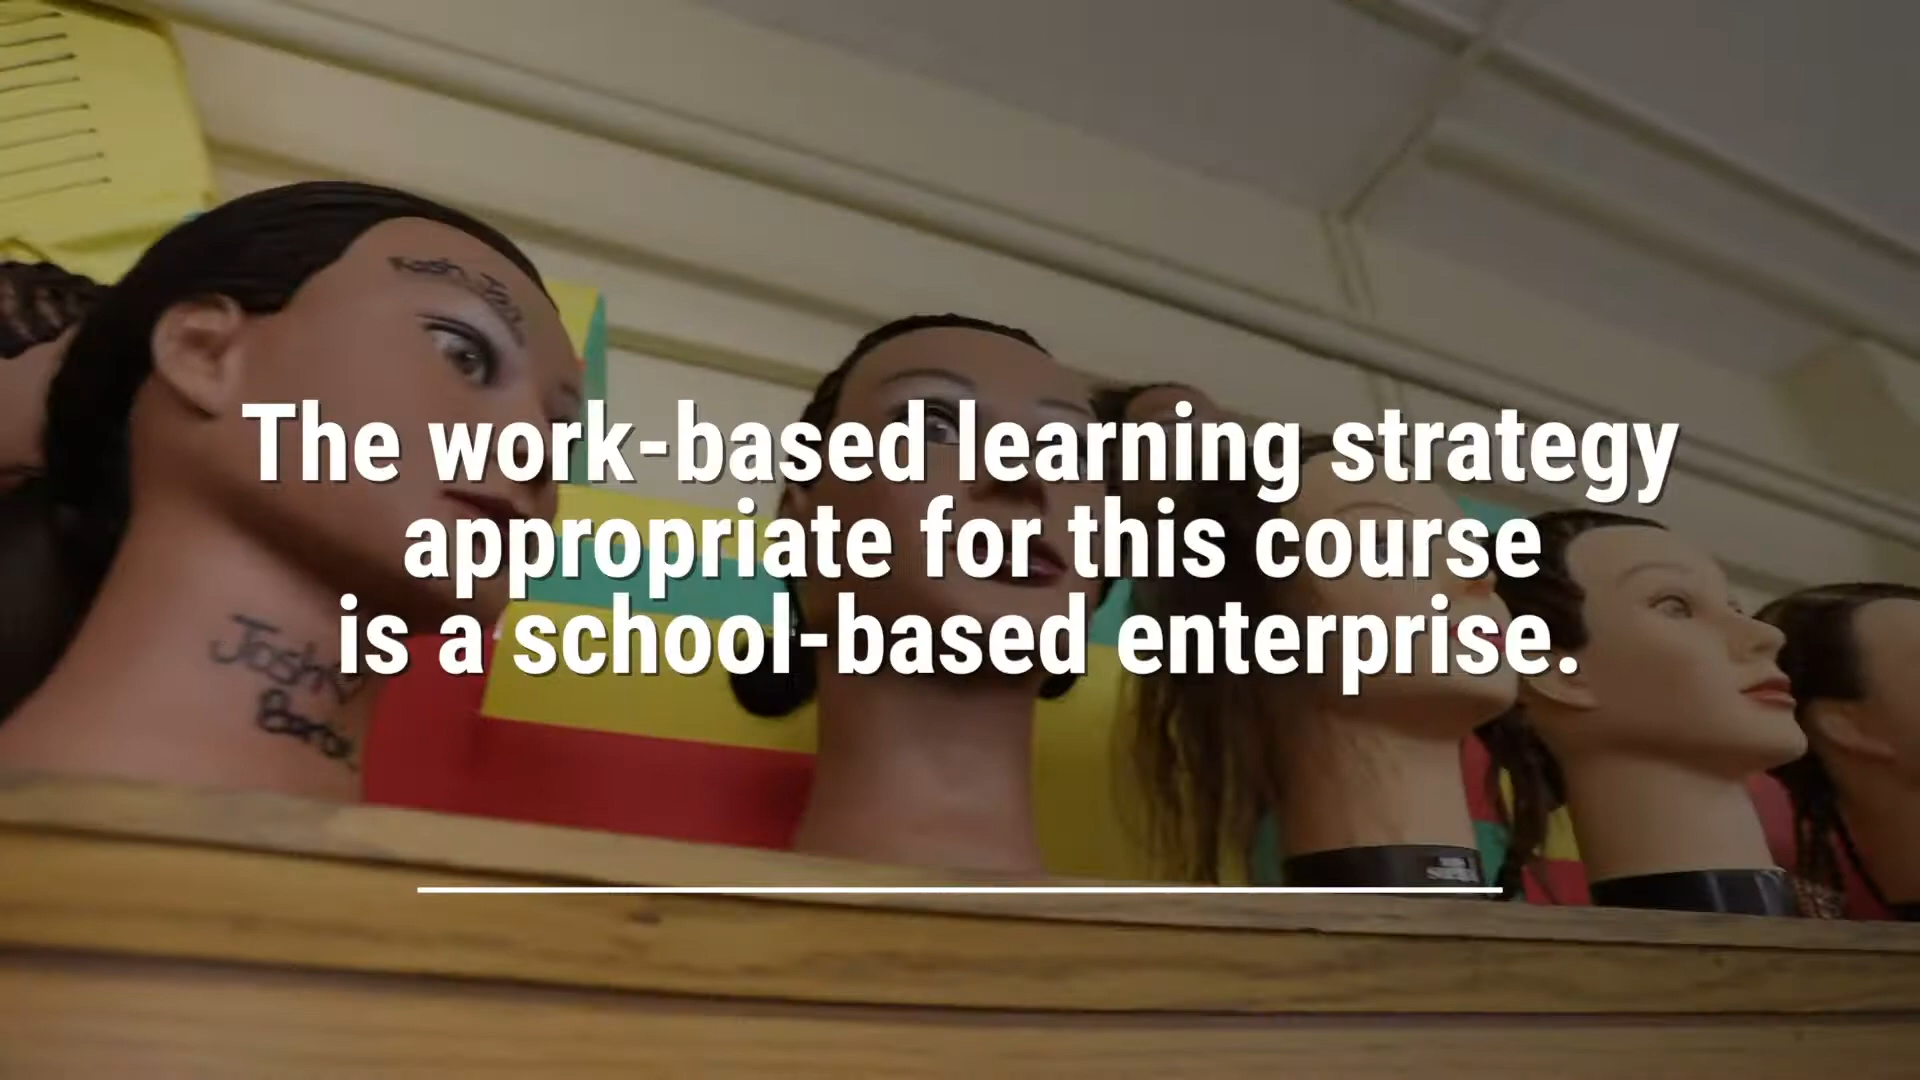 The work-based learning strategy
appropriate for this course
is a school-based enterprise.